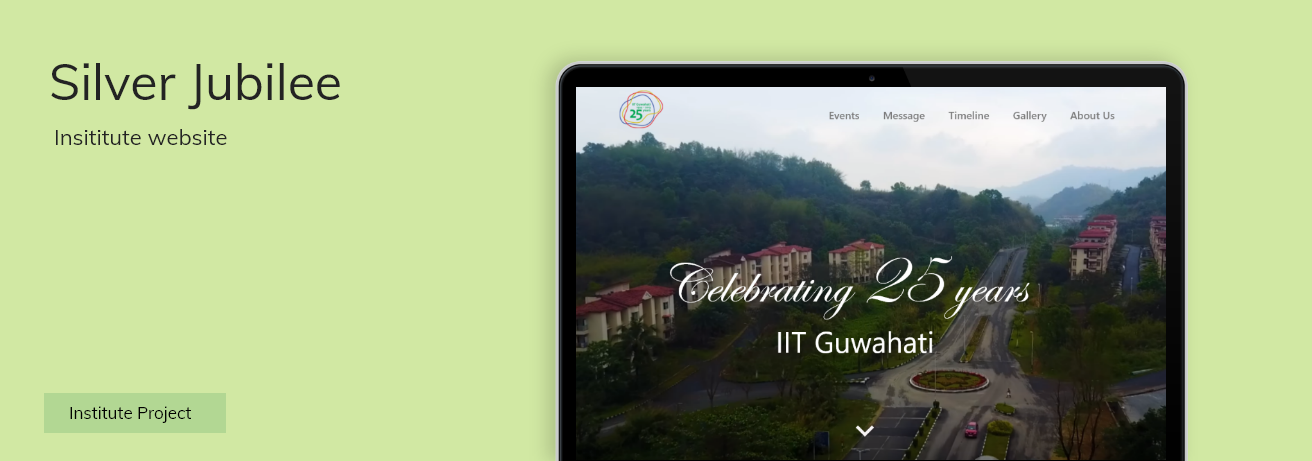 Silver Jubilee
Insititute website
Institute Project
25
Events Message Timeline Gallery About Us
Celebrating 25 years
IIT Guwahati